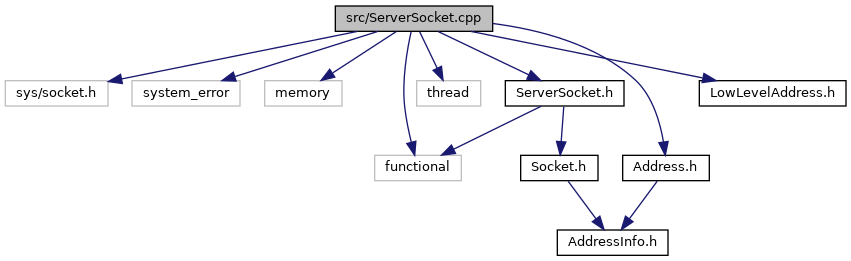 src/ServerSocket.cpp
sys/socket.h
system_error
memory
thread
ServerSocket.h
LowLevelAddress.h
functional
Socket.h
Address.h
AddressInfo.h